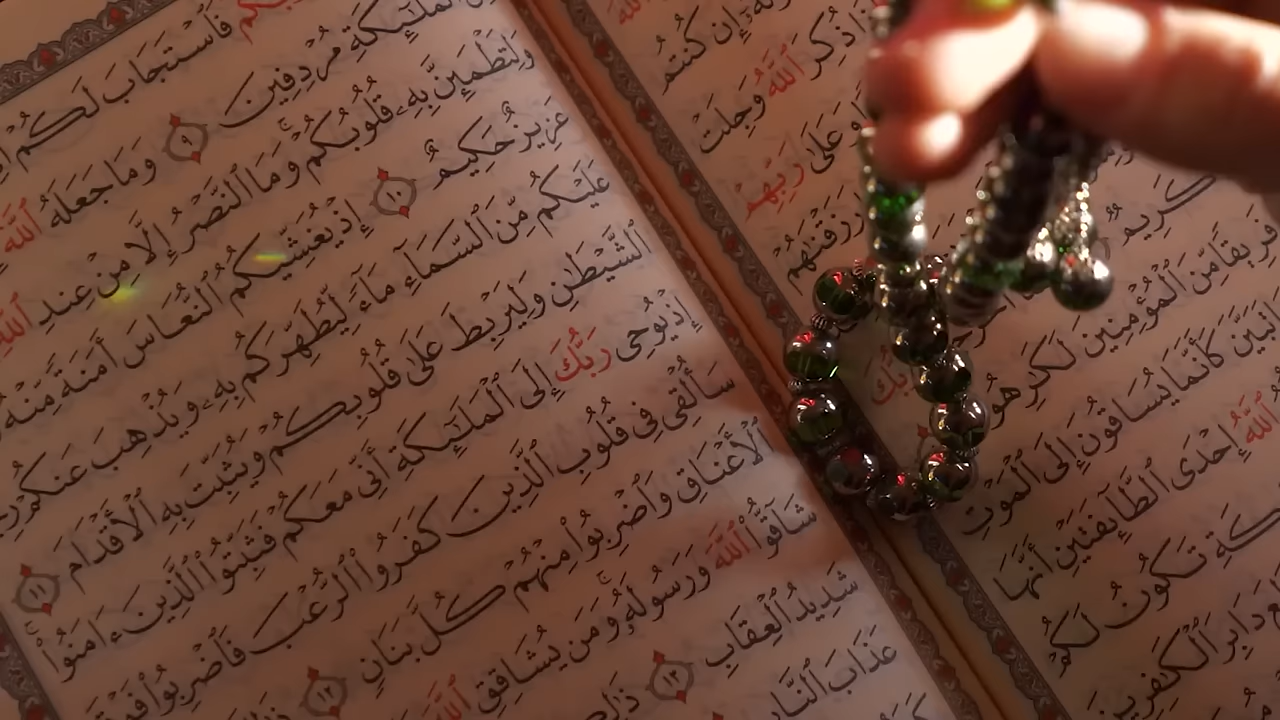 إِن كُنتُم
ذُكِرَ ٱللَّهُ وَجِلَتْ
وَعَلَىٰ رَبِّهِمْ
رَزَقْنَٰهُمْ
كَرِيمٌ
رَبُّكَ
فَرِيقًا مِّنَ ٱلْمُؤْمِنِينَ لَكَٰرِهُونَ
كَأَنَّمَا يُسَاقُونَ إِلَى ٱلْمَوْتِ
ٱللَّهُ إِحْدَى ٱلطَّآئِفَتَيْنِ أَنَّهَا
تَكُونُ لَكُمْ
دَابِرَ ٱلْكَٰفِرِينَ
فَٱسْتَجَابَ لَكُمْ
ٱلْمَلَٰٓئِكَةِ مُرْدِفِينَ ٩ وَمَا جَعَلَهُ ٱللَّهُ
وَلِتَطْمَئِنَّ بِهِۦ قُلُوبُكُمْ ۚ وَمَا ٱلنَّصْرُ إِلَّا مِنْ عِندِ ٱللَّهِ
عَزِيزٌ حَكِيمٌ ١٠ إِذْ يُغَشِّيكُمُ ٱلنُّعَاسَ أَمَنَةً مِّنْهُ
عَلَيْكُم مِّنَ ٱلسَّمَآءِ مَآءً لِّيُطَهِّرَكُم بِهِۦ وَيُذْهِبَ عَنكُمْ
ٱلشَّيْطَٰنِ وَلِيَرْبِطَ عَلَىٰ قُلُوبِكُمْ وَيُثَبِّتَ بِهِ ٱلْأَقْدَامَ ١١
إِذْ يُوحِى رَبُّكَ إِلَى ٱلْمَلَٰٓئِكَةِ أَنِّى مَعَكُمْ فَثَبِّتُوا۟ ٱلَّذِينَ ءَامَنُوا۟ ۚ
سَأُلْقِى فِى قُلُوبِ ٱلَّذِينَ كَفَرُوا۟ ٱلرُّعْبَ فَٱضْرِبُوا۟ فَوْقَ
ٱلْأَعْنَاقِ وَٱضْرِبُوا۟ مِنْهُمْ كُلَّ بَنَانٍ ١٢
شَآقُّوا۟ ٱللَّهَ وَرَسُولَهُۥ ۚ وَمَن يُشَاقِقِ ٱللَّهَ
شَدِيدُ ٱلْعِقَابِ ١٣
عَذَابَ ٱلنَّارِ